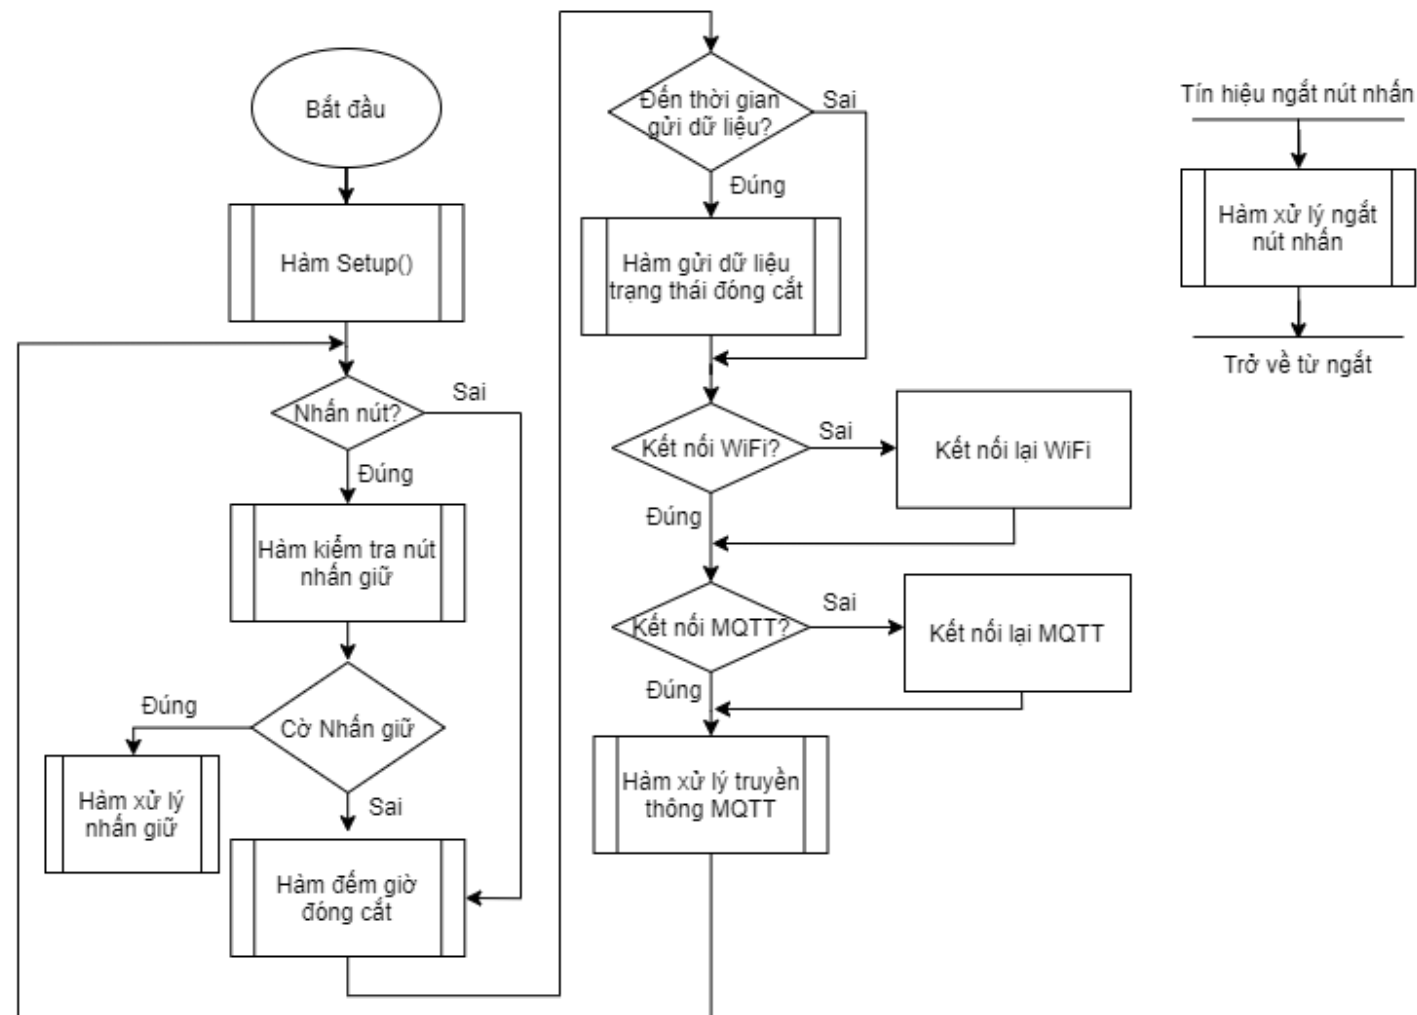 Bắt đầu
Hàm Setup()
Nhấn nút?
Sai
Đúng
Hàm kiểm tra nút
nhấn giữ
Cờ Nhấn giữ
Đúng
Hàm xử lý
nhấn giữ
Sai
Hàm đếm giờ
đóng cắt
Đến thời gian
gửi dữ liệu?
Sai
Đúng
Hàm gửi dữ liệu
trạng thái đóng cắt
Kết nối WiFi?
Sai
Kết nối lại WiFi
Đúng
Kết nối MQTT?
Sai
Kết nối lại MQTT
Đúng
Hàm xử lý truyền
thông MQTT
Tín hiệu ngắt nút nhấn
Hàm xử lý ngắt
nút nhấn
Trở về từ ngắt